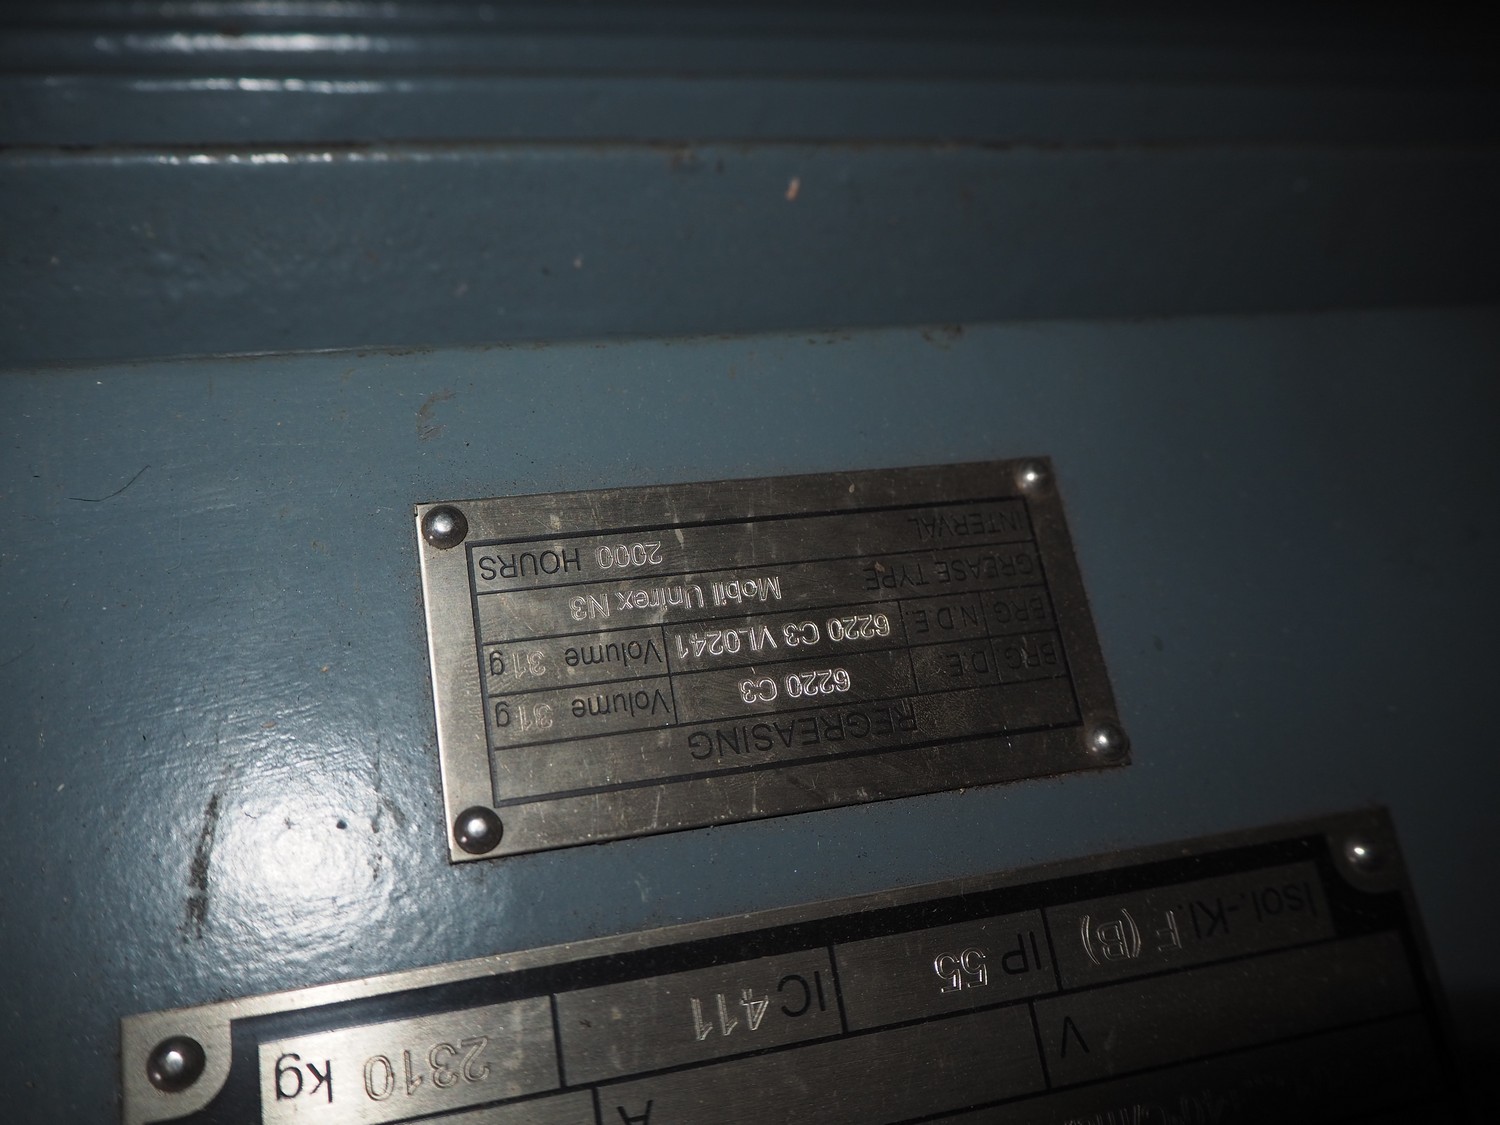 REGREASING
BRG D.E. 6220 C3 Volume 31 g
BRG N.D.E. 6220 C3 VL0241 Volume 31 g
GREASE TYPE Mobil Unirex N3
INTERVAL 2000 HOURS
V A
Isol.-Kl. F (B) IP 55 IC 411 2310 kg